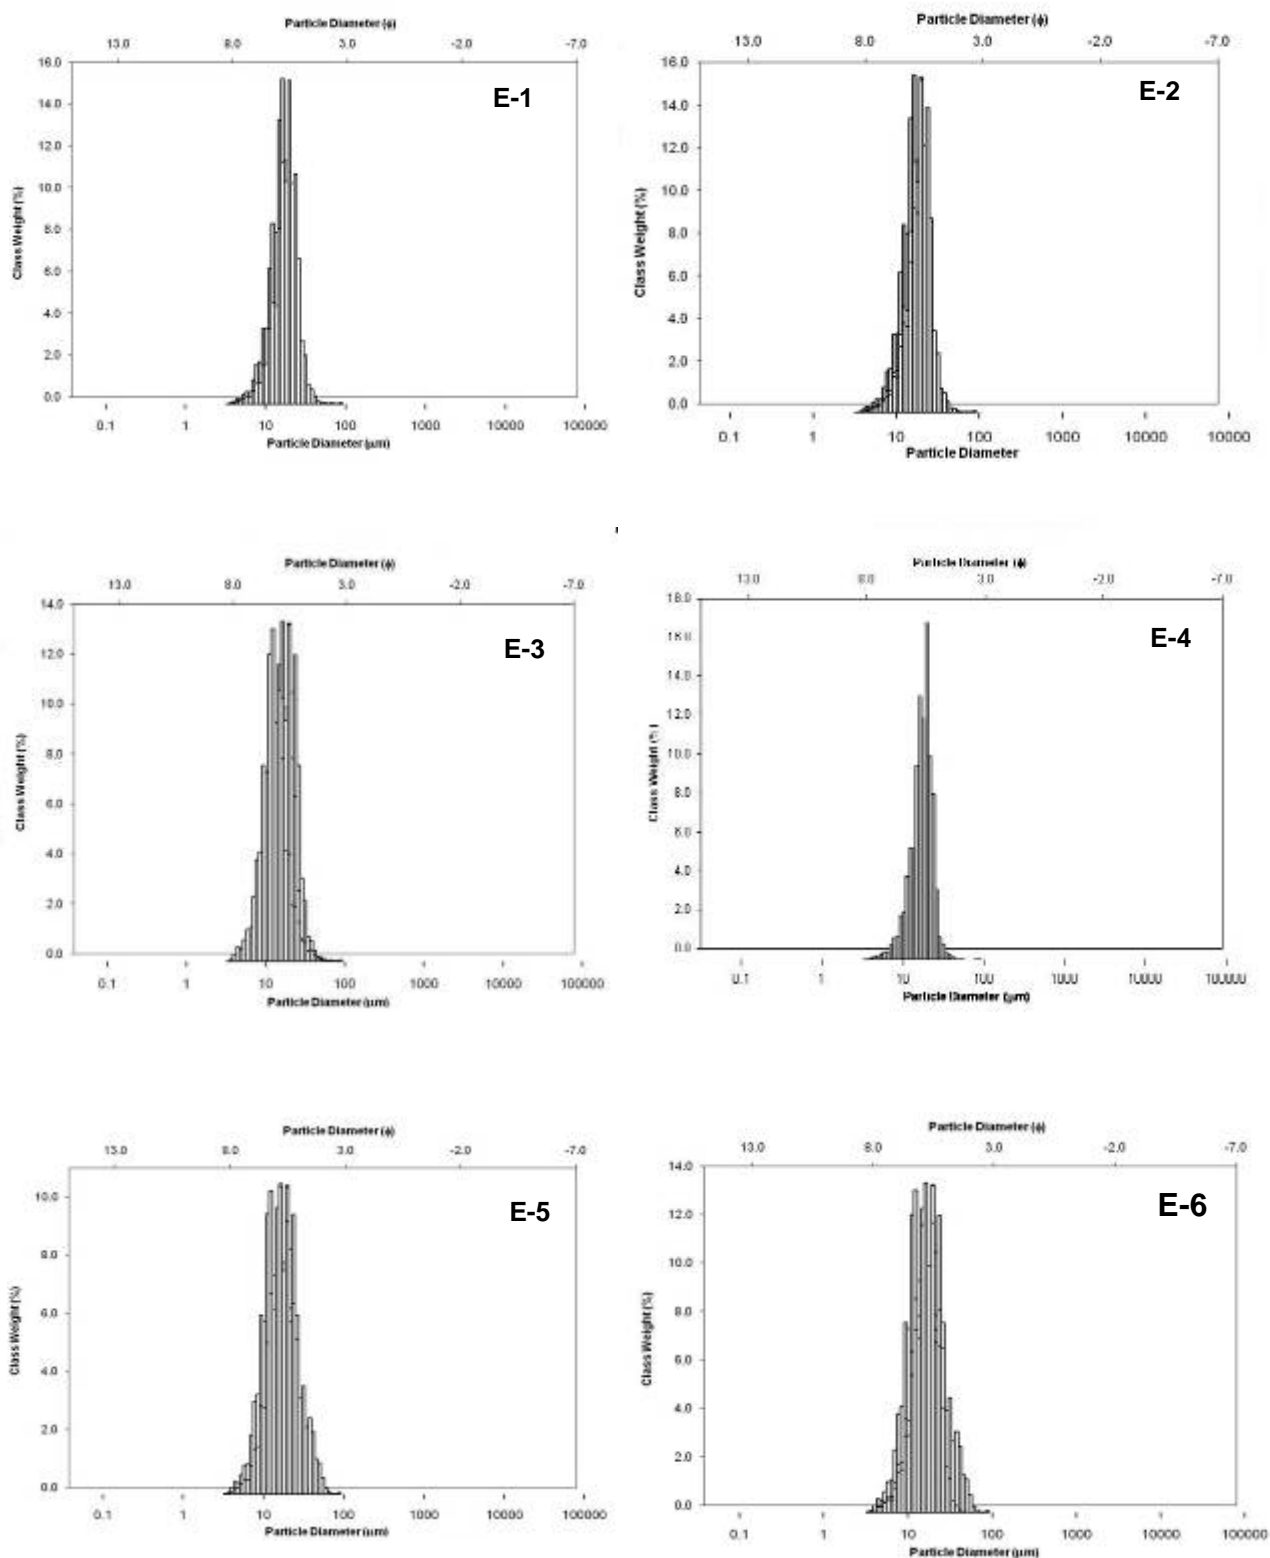 Particle Diameter (ϕ)
13.0 8.0 3.0 -2.0 -7.0
16.0
14.0
12.0
10.0
8.0
6.0
4.0
2.0
0.0
Class Weight (%)
E-1
0.1 1 10 100 1000 10000 100000
Particle Diameter (µm)
Particle Diameter (ϕ)
13.0 8.0 3.0 -2.0 -7.0
16.0
14.0
12.0
10.0
8.0
6.0
4.0
2.0
0.0
Class Weight (%)
E-2
0.1 1 10 100 1000 10000 10000
Particle Diameter
Particle Diameter (ϕ)
13.0 8.0 3.0 -2.0 -7.0
14.0
12.0
10.0
8.0
6.0
4.0
2.0
0.0
Class Weight (%)
E-3
0.1 1 10 100 1000 10000 100000
Particle Diameter (µm)
Particle Diameter (ϕ)
13.0 8.0 3.0 -2.0 -7.0
18.0
16.0
14.0
12.0
10.0
8.0
6.0
4.0
2.0
0.0
Class Weight (%)
E-4
0.1 1 10 100 1000 10000 100000
Particle Diameter (µm)
Particle Diameter (ϕ)
13.0 8.0 3.0 -2.0 -7.0
10.0
8.0
6.0
4.0
2.0
0.0
Class Weight (%)
E-5
0.1 1 10 100 1000 10000 100000
Particle Diameter (µm)
Particle Diameter (ϕ)
13.0 8.0 3.0 -2.0 -7.0
14.0
12.0
10.0
8.0
6.0
4.0
2.0
0.0
Class Weight (%)
E-6
0.1 1 10 100 1000 10000 100000
Particle Diameter (µm)